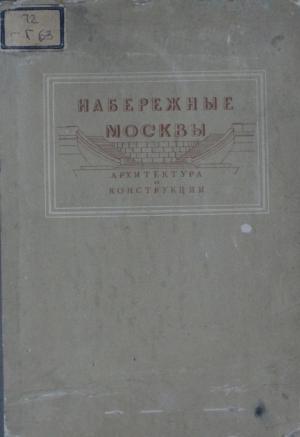 72
Г 63
НАБЕРЕЖНЫЕ
МОСКВЫ
АРХИТЕКТУРА
И
КОНСТРУКЦИИ